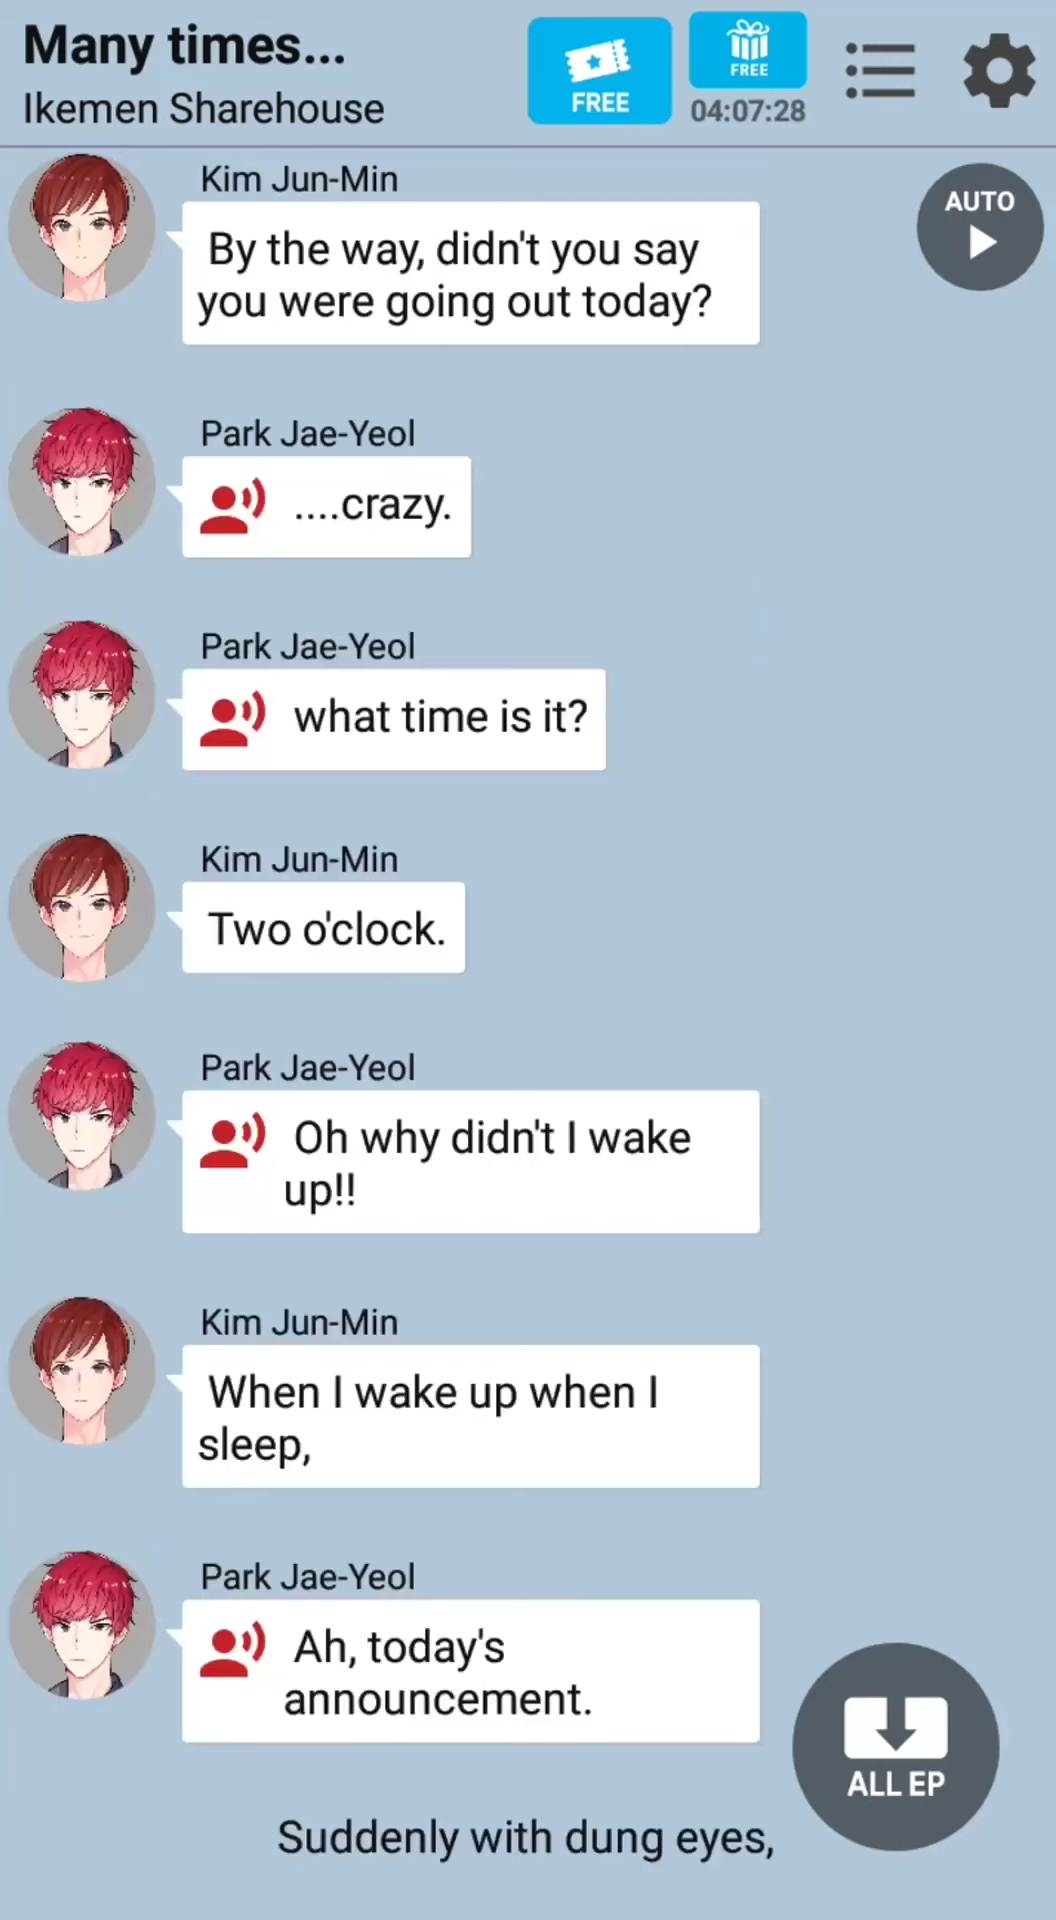 Many times...
Ikemen Sharehouse
FREE
FREE
04:07:28
AUTO
Kim Jun-Min
By the way, didn't you say
you were going out today?
Park Jae-Yeol
....crazy.
Park Jae-Yeol
what time is it?
Kim Jun-Min
Two o'clock.
Park Jae-Yeol
Oh why didn't I wake
up!!
Kim Jun-Min
When I wake up when I
sleep,
Park Jae-Yeol
Ah, today's
announcement.
ALL EP
Suddenly with dung eyes,